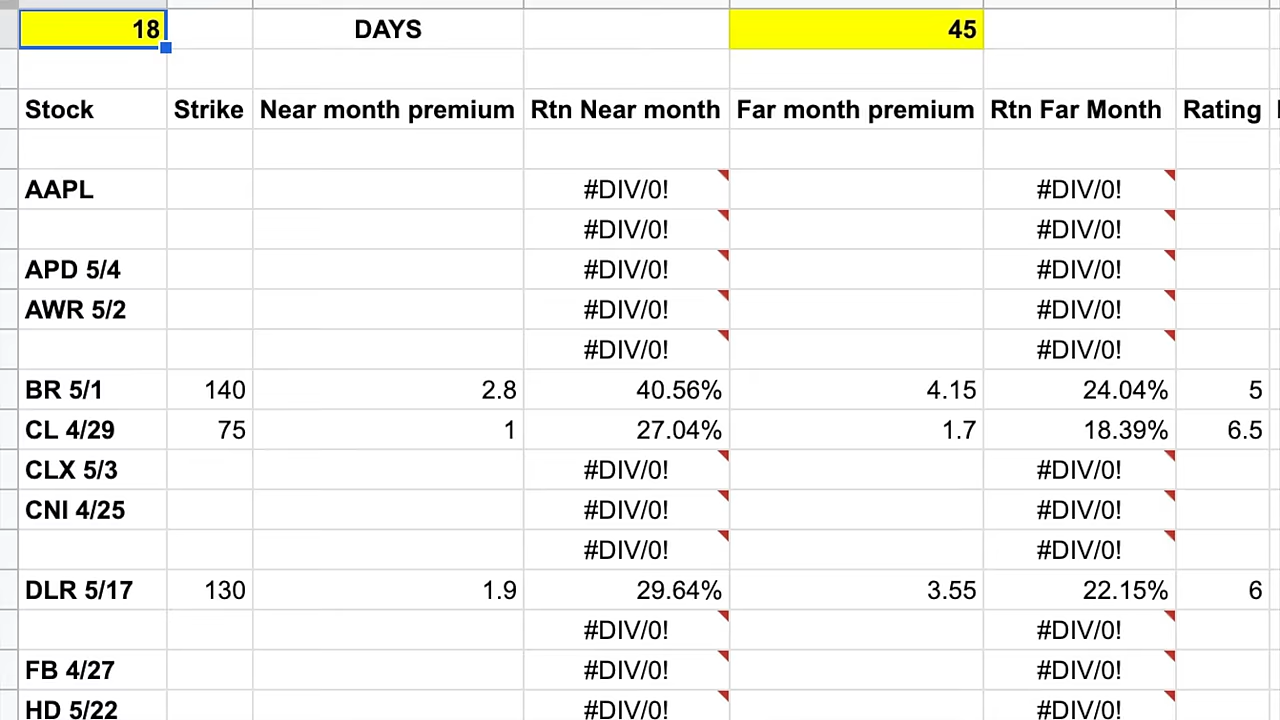 18 DAYS 45
Stock Strike Near month premium Rtn Near month Far month premium Rtn Far Month Rating
AAPL #DIV/0! #DIV/0!
#DIV/0! #DIV/0!
APD 5/4 #DIV/0! #DIV/0!
AWR 5/2 #DIV/0! #DIV/0!
#DIV/0! #DIV/0!
BR 5/1 140 2.8 40.56% 4.15 24.04% 5
CL 4/29 75 1 27.04% 1.7 18.39% 6.5
CLX 5/3 #DIV/0! #DIV/0!
CNI 4/25 #DIV/0! #DIV/0!
#DIV/0! #DIV/0!
DLR 5/17 130 1.9 29.64% 3.55 22.15% 6
#DIV/0! #DIV/0!
FB 4/27 #DIV/0! #DIV/0!
HD 5/22 #DIV/0! #DIV/0!